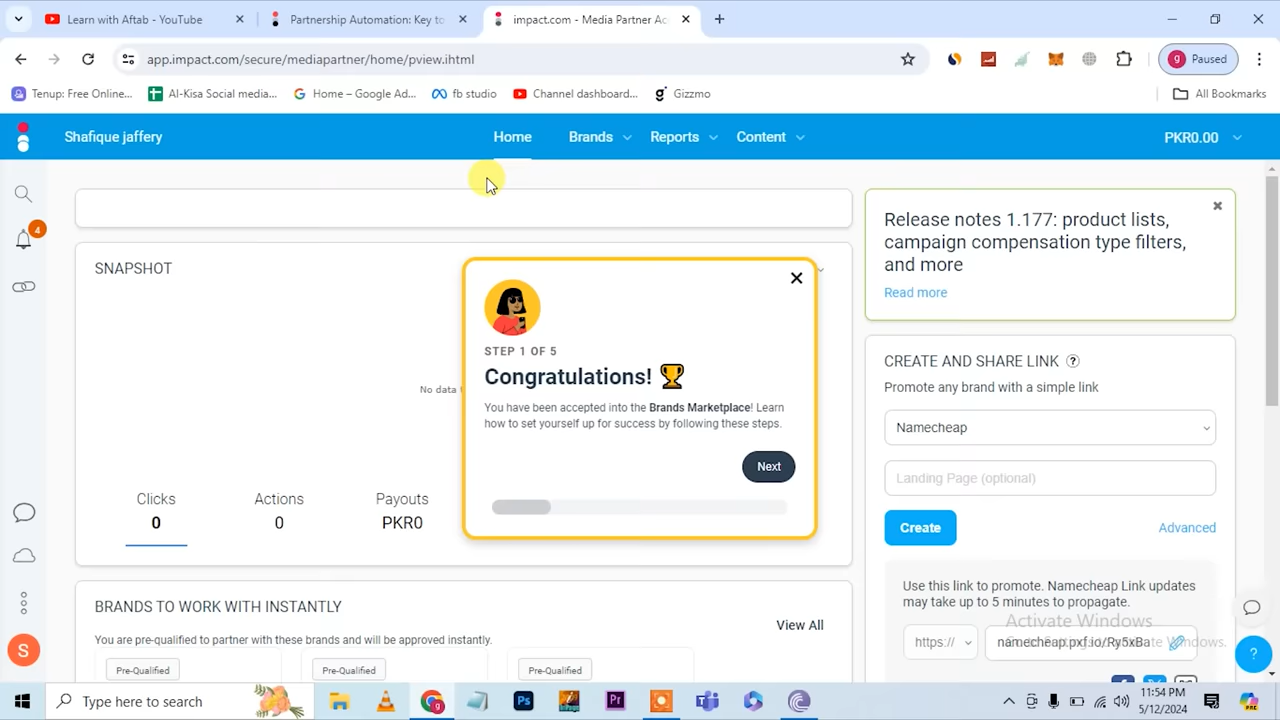 Learn with Aftab - YouTube
Partnership Automation: Key to
impact.com - Media Partner Ac
app.impact.com/secure/mediapartner/home/pview.ihtml
g Paused
Tenup: Free Online...
Al-Kisa Social media...
Home – Google Ad...
fb studio
Channel dashboard...
Gizzmo
All Bookmarks
Shafique jaffery
Home
Brands
Reports
Content
PKR0.00
4
Release notes 1.177: product lists,
campaign compensation type filters,
and more
Read more
SNAPSHOT
No data
STEP 1 OF 5
Congratulations!
You have been accepted into the Brands Marketplace! Learn
how to set yourself up for success by following these steps.
Next
Clicks
0
Actions
0
Payouts
PKR0
CREATE AND SHARE LINK ?
Promote any brand with a simple link
Namecheap
Landing Page (optional)
Create
Advanced
Use this link to promote. Namecheap Link updates
may take up to 5 minutes to propagate.
Activate Windows
https://
namecheap.pxf.io/Ry5xBa
BRANDS TO WORK WITH INSTANTLY
View All
You are pre-qualified to partner with these brands and will be approved instantly.
Pre-Qualified
Pre-Qualified
Pre-Qualified
S
?
Type here to search
Ps
Pr
11:54 PM
5/12/2024